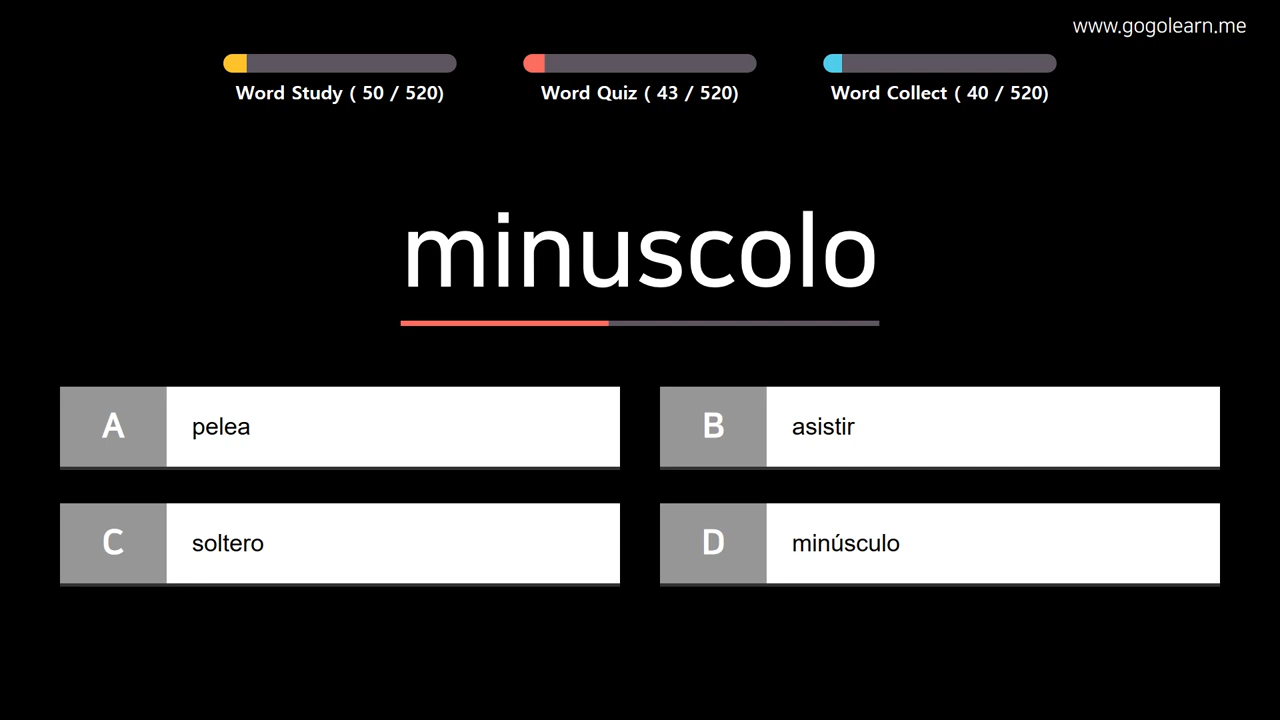 www.gogolearn.me
Word Study ( 50 / 520)
Word Quiz ( 43 / 520)
Word Collect ( 40 / 520)
minuscolo
A pelea
B asistir
C soltero
D minúsculo